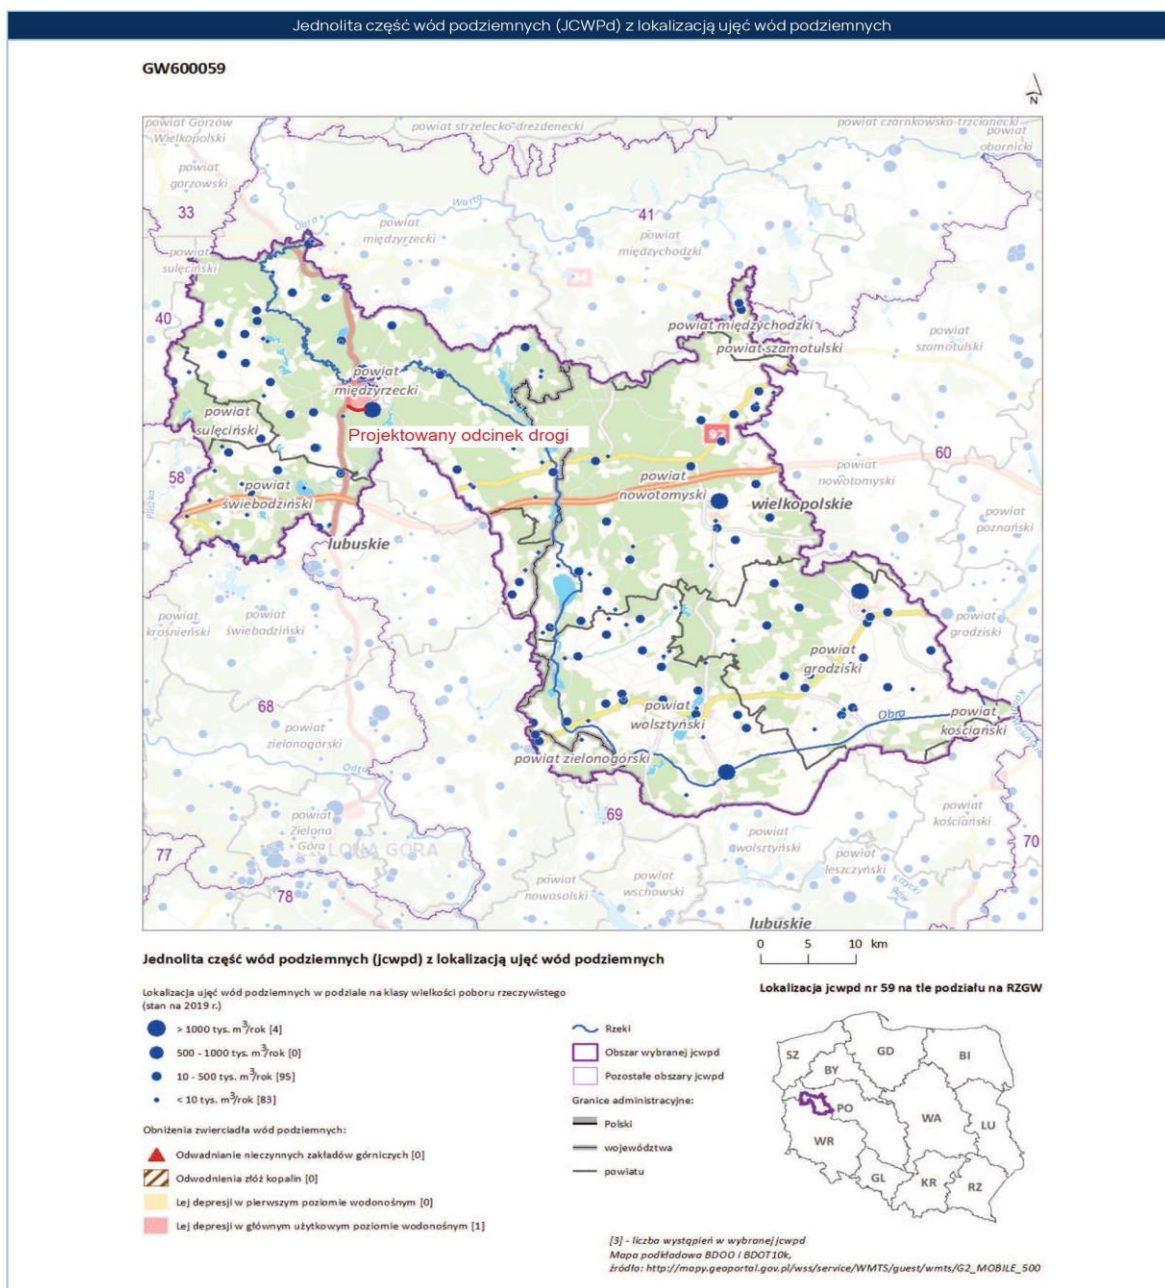 Jednolita część wód podziemnych (JCWPd) z lokalizacją ujęć wód podziemnych
GW600059
N
powiat Gorzów
Wielkopolski
powiat strzelecko-drezdenecki
powiat czarnkowsko-trzcianecki
powiat
obornicki
powiat
gorzowski
33
Warta
41
Obra
powiat
międzyrzecki
powiat
międzychodzki
powiat
sulęciński
24
40
powiat międzychodzki
powiat szamotulski
powiat
szamotulski
powiat
międzyrzecki
powiat
sulęciński
Projektowany odcinek drogi
92
60
58
powiat
świebodziński
powiat
nowotomyski
powiat
nowotomyski
wielkopolskie
Pliszka
powiat
poznański
lubuskie
powiat
krośnieński
powiat
świebodziński
powiat
grodziski
powiat
grodziski
68
powiat
zielonogórski
powiat
wolsztyński
Obra
powiat
kościański
powiat zielonogórski
Odra
69
powiat
Zielona
Góra
powiat
kościański
77
powiat
wolsztyński
70
powiat
leszczyński
powiat
nowosolski
powiat
wschowski
78
lubuskie
0 5 10 km
Jednolita część wód podziemnych (jcwpd) z lokalizacją ujęć wód podziemnych
Lokalizacja ujęć wód podziemnych w podziale na klasy wielkości poboru rzeczywistego
(stan na 2019 r.)
> 1000 tys. m³/rok [4]
500 - 1000 tys. m³/rok [0]
10 - 500 tys. m³/rok [95]
< 10 tys. m³/rok [83]
Obniżenia zwierciadła wód podziemnych:
Odwadnianie nieczynnych zakładów górniczych [0]
Odwodnienia złóż kopalin [0]
Lej depresji w pierwszym poziomie wodonośnym [0]
Lej depresji w głównym użytkowym poziomie wodonośnym [1]
Rzeki
Obszar wybranej jcwpd
Pozostałe obszary jcwpd
Granice administracyjne:
Polski
województwa
powiatu
Lokalizacja jcwpd nr 59 na tle podziału na RZGW
SZ
GD
BI
BY
PO
WA
LU
WR
GL
KR
RZ
[3] - liczba wystąpień w wybranej jcwpd
Mapa podkładowa BDOO i BDOT10k,
źródło: http://mapy.geoportal.gov.pl/wss/service/WMTS/guest/wmts/G2_MOBILE_500